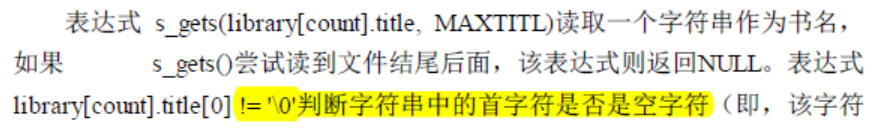 表达式 s_gets(library[count].title, MAXTITL)读取一个字符串作为书名，
如果 s_gets()尝试读到文件结尾后面，该表达式则返回NULL。表达式
library[count].title[0] != '\0'判断字符串中的首字符是否是空字符（即，该字符